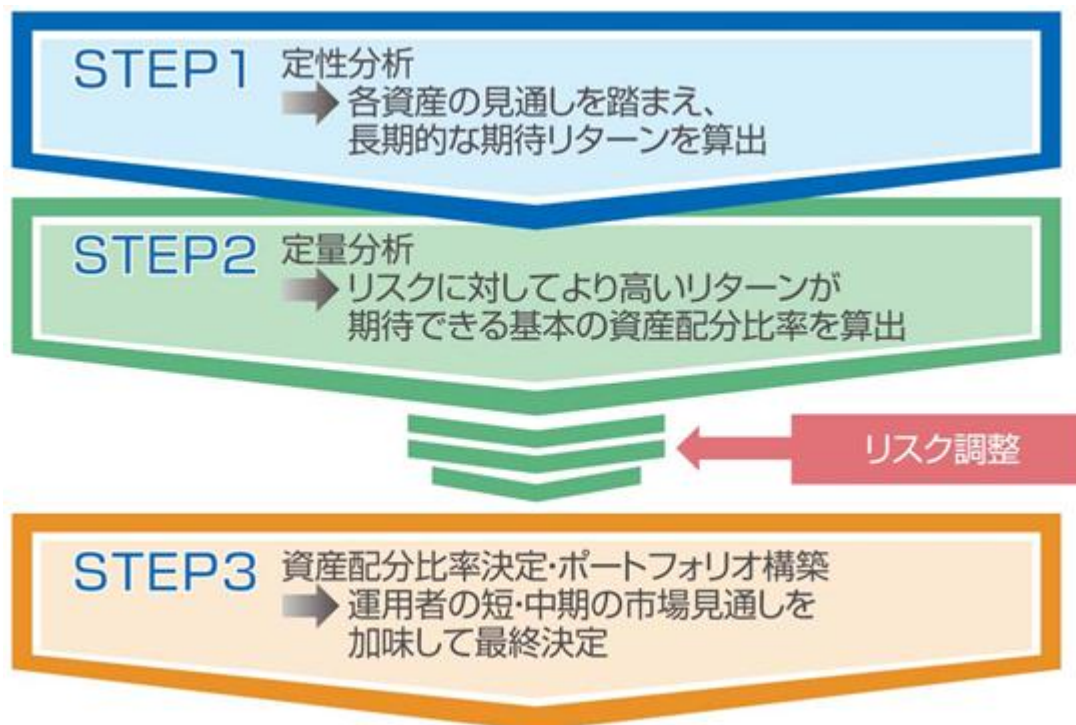 STEP1 定性分析
各資産の見通しを踏まえ、
長期的な期待リターンを算出
STEP2 定量分析
リスクに対してより高いリターンが
期待できる基本の資産配分比率を算出
リスク調整
STEP3 資産配分比率決定・ポートフォリオ構築
運用者の短・中期の市場見通しを
加味して最終決定